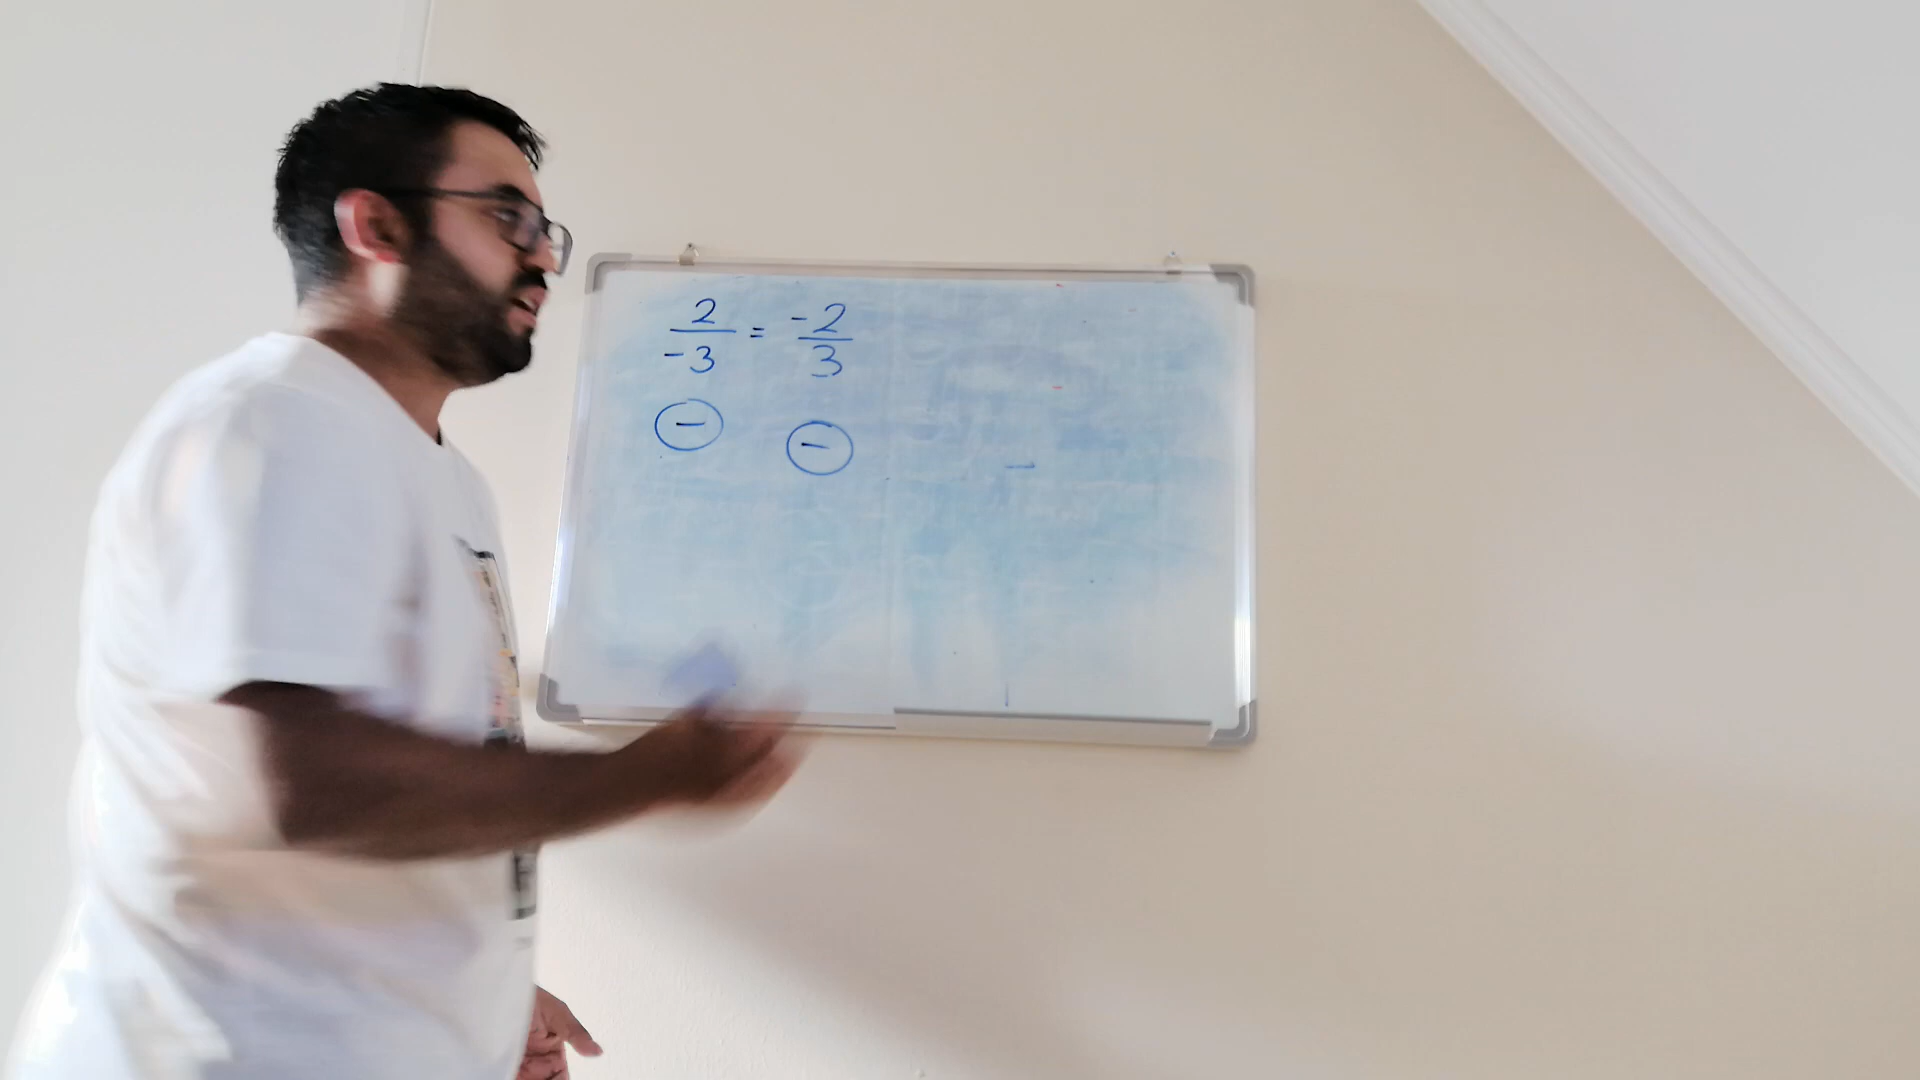 2/-3 = -2/3
- -